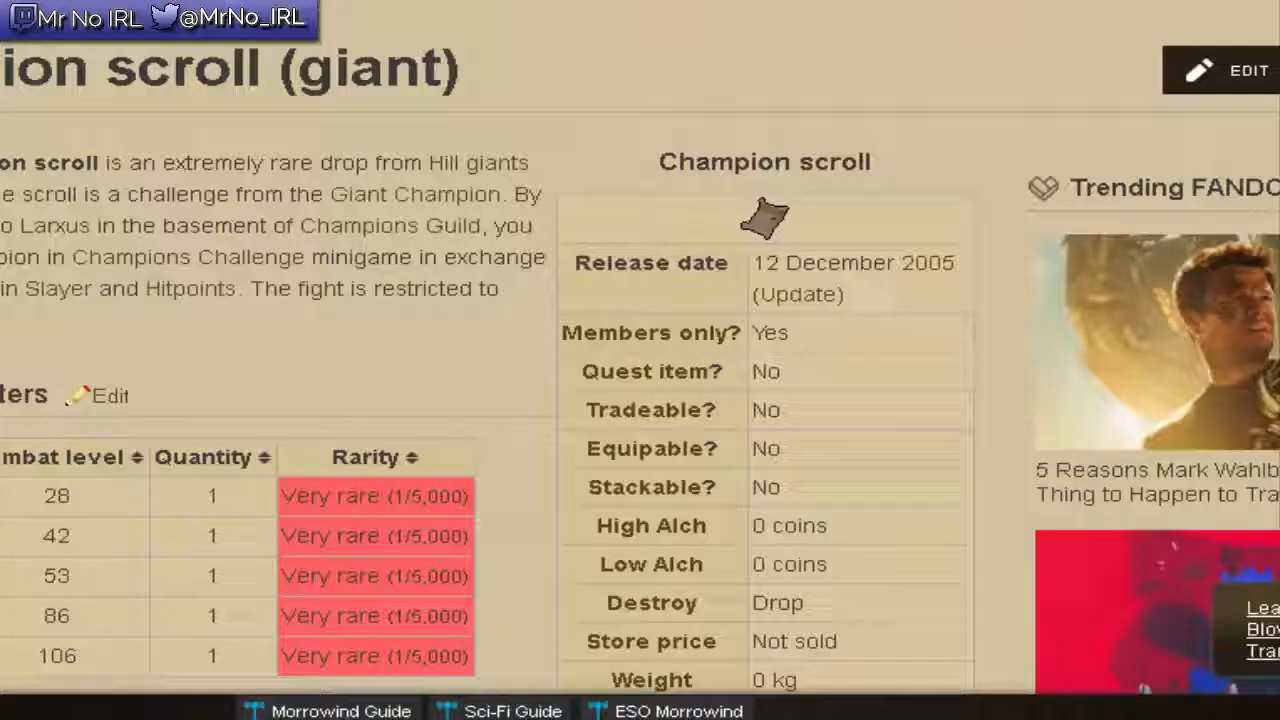 Mr No IRL @MrNo_IRL
ion scroll (giant)
EDIT
on scroll is an extremely rare drop from Hill giants
e scroll is a challenge from the Giant Champion. By
o Larxus in the basement of Champions Guild, you
pion in Champions Challenge minigame in exchange
in Slayer and Hitpoints. The fight is restricted to
ters Edit
mbat level Quantity Rarity
28 1 Very rare (1/5,000)
42 1 Very rare (1/5,000)
53 1 Very rare (1/5,000)
86 1 Very rare (1/5,000)
106 1 Very rare (1/5,000)
Champion scroll
Release date 12 December 2005
(Update)
Members only? Yes
Quest item? No
Tradeable? No
Equipable? No
Stackable? No
High Alch 0 coins
Low Alch 0 coins
Destroy Drop
Store price Not sold
Weight 0 kg
Trending FANDO
5 Reasons Mark Wahlb
Thing to Happen to Tra
Lea
Blov
Trar
Morrowind Guide Sci-Fi Guide ESO Morrowind